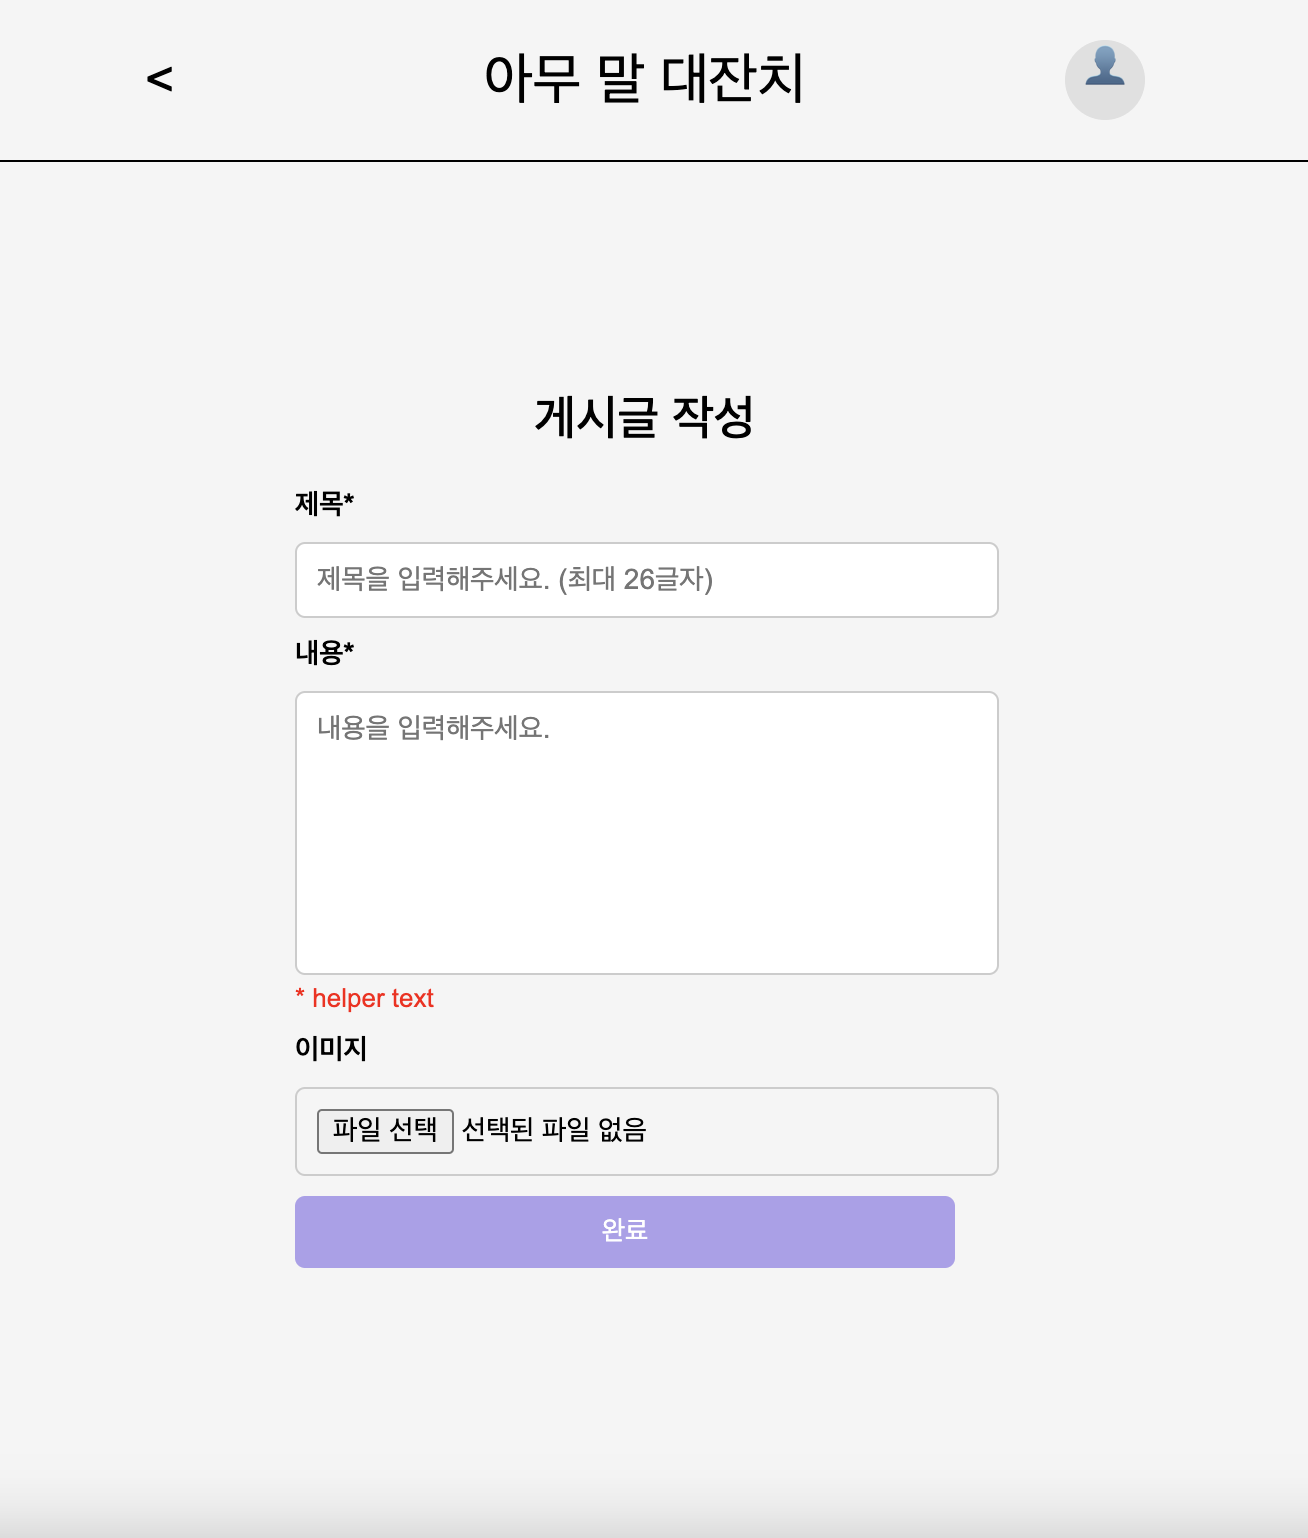 <
아무 말 대잔치
게시글 작성
제목*
제목을 입력해주세요. (최대 26글자)
내용*
내용을 입력해주세요.
* helper text
이미지
파일 선택 선택된 파일 없음
완료